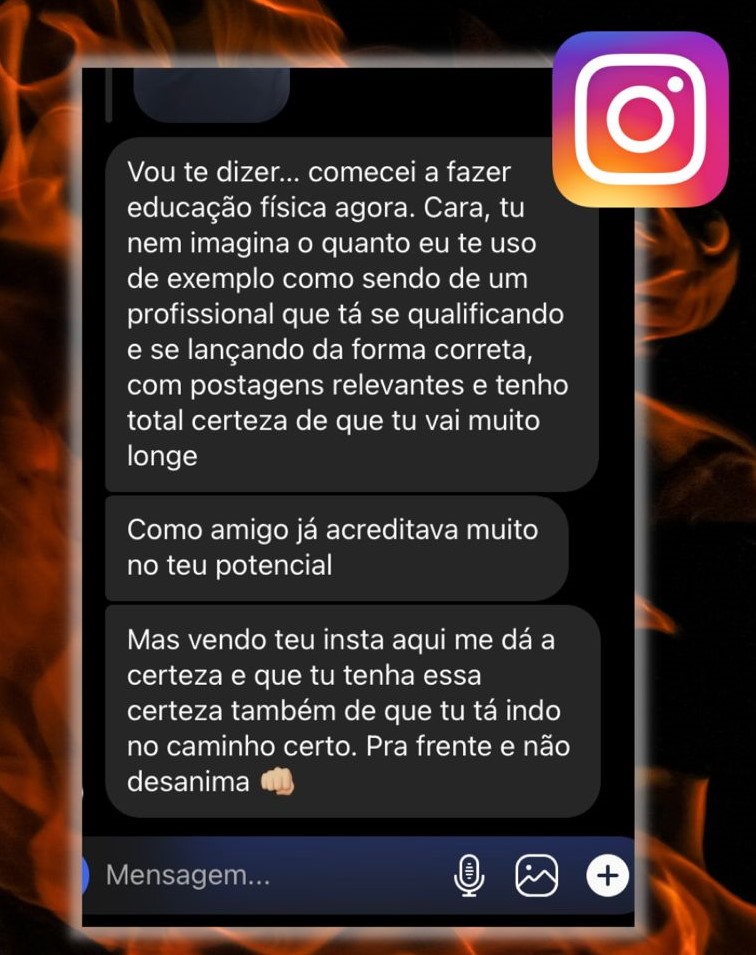 Vou te dizer... comecei a fazer
educação física agora. Cara, tu
nem imagina o quanto eu te uso
de exemplo como sendo de um
profissional que tá se qualificando
e se lançando da forma correta,
com postagens relevantes e tenho
total certeza de que tu vai muito
longe
Como amigo já acreditava muito
no teu potencial
Mas vendo teu insta aqui me dá a
certeza e que tu tenha essa
certeza também de que tu tá indo
no caminho certo. Pra frente e não
desanima 👊🏼
Mensagem...